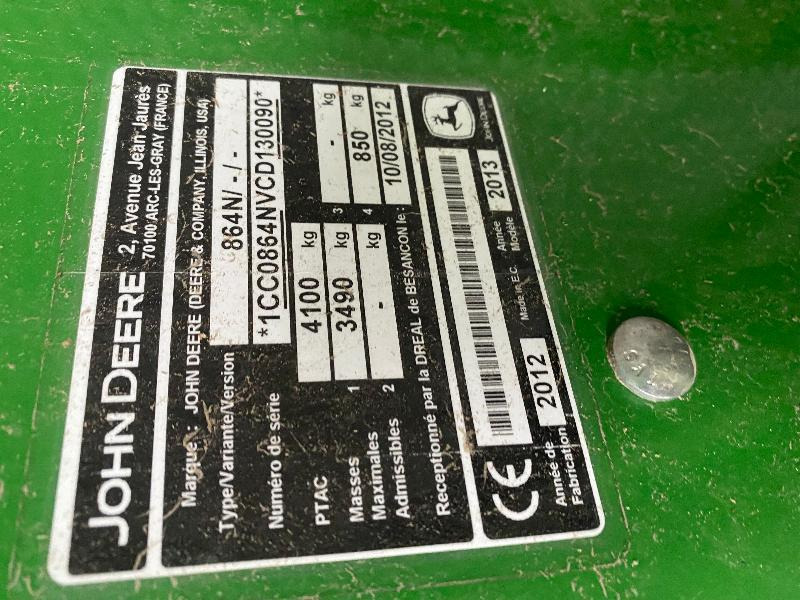 JOHN DEERE 2, Avenue Jean Jaurès
70100 ARC-LES-GRAY (FRANCE)
Marque : JOHN DEERE (DEERE & COMPANY, ILLINOIS, USA)
Type/Variante/Version 864N/ - / -
Numéro de série *1CC0864NVCD130090*
PTAC 4100 kg
Masses Maximales Admissibles
1 3490 kg
2 - kg
3 - kg
4 850 kg
Receptionné par la DREAL de BESANCON le : 10/08/2012
CE
Année de Fabrication 2012
Made in E.C.
Année Modèle 2013
JOHN DEERE